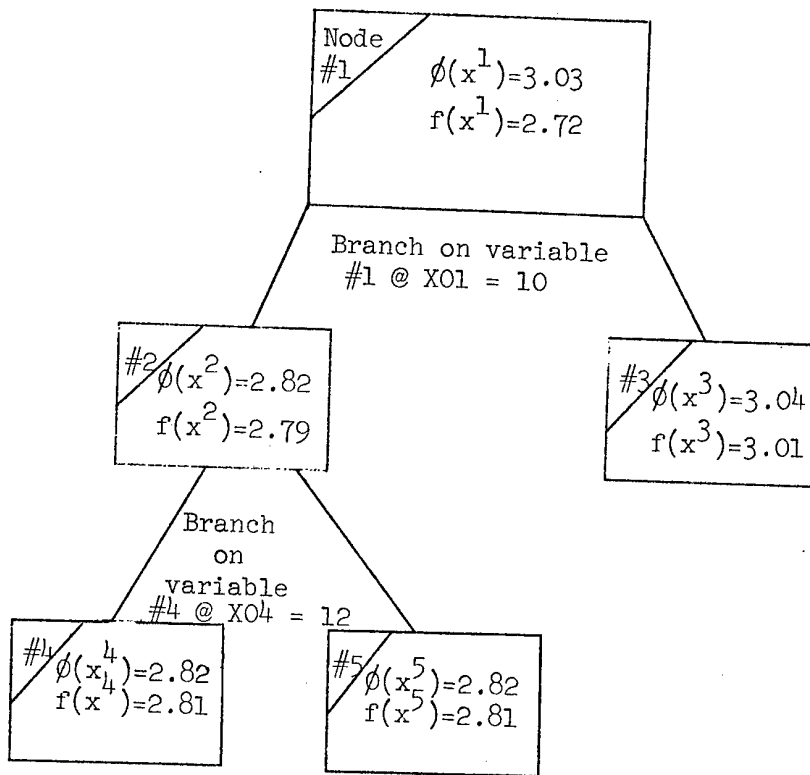 Node
#1
ϕ(x¹)=3.03
f(x¹)=2.72
Branch on variable
#1 @ XO1 = 10
#2
ϕ(x²)=2.82
f(x²)=2.79
#3
ϕ(x³)=3.04
f(x³)=3.01
Branch
on
variable
#4 @ XO4 = 12
#4
ϕ(x⁴)=2.82
f(x⁴)=2.81
#5
ϕ(x⁵)=2.82
f(x⁵)=2.81